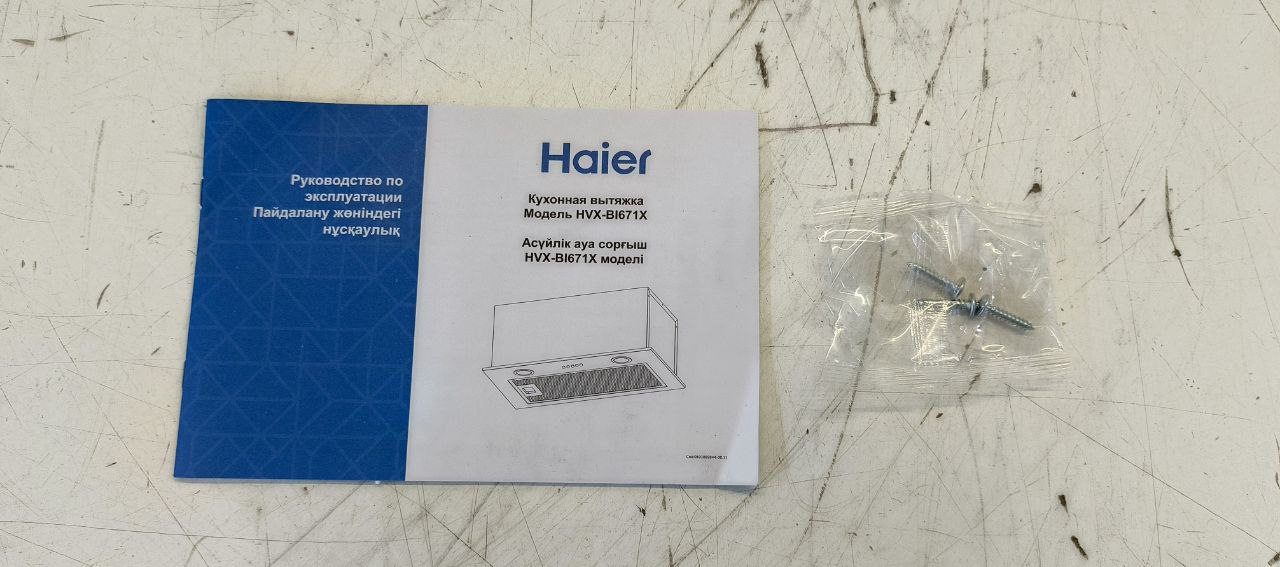 Руководство по
эксплуатации
Пайдалану жөніндегі
нұсқаулық
Haier
Кухонная вытяжка
Модель HVX-BI671X
Асүйлік ауа сорғыш
HVX-BI671X моделі